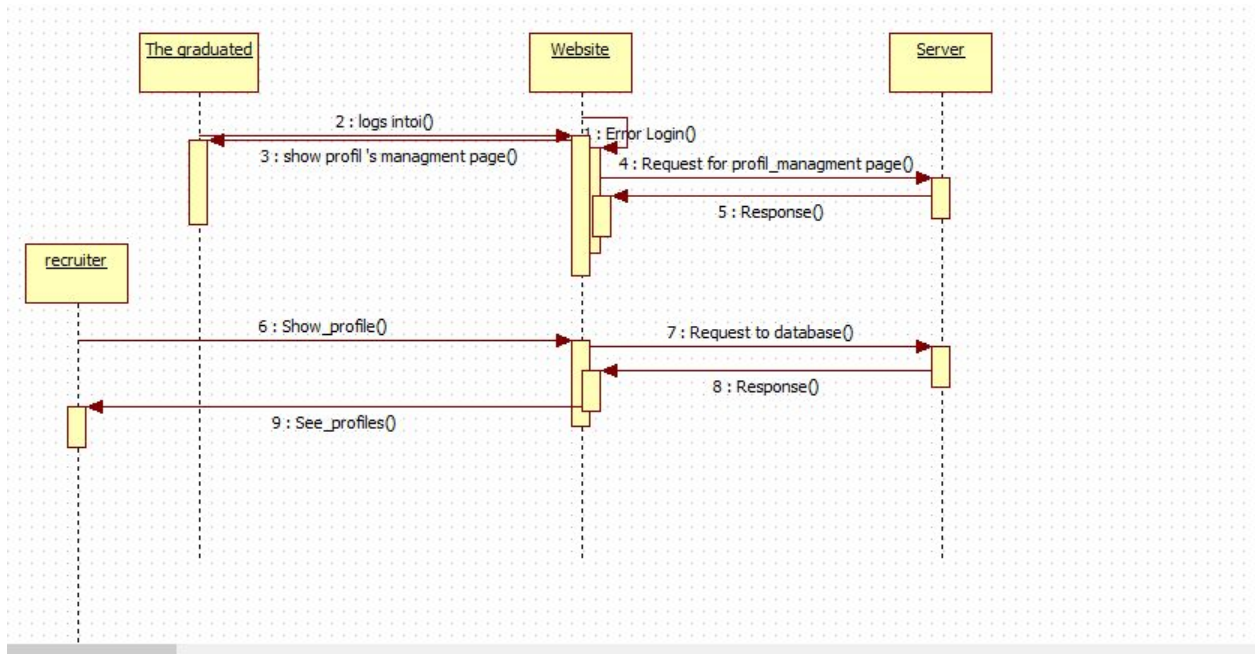 The graduated
Website
Server
2 : logs intoi()
1 : Error Login()
3 : show profil 's managment page()
4 : Request for profil_managment page()
5 : Response()
recruiter
6 : Show_profile()
7 : Request to database()
8 : Response()
9 : See_profiles()